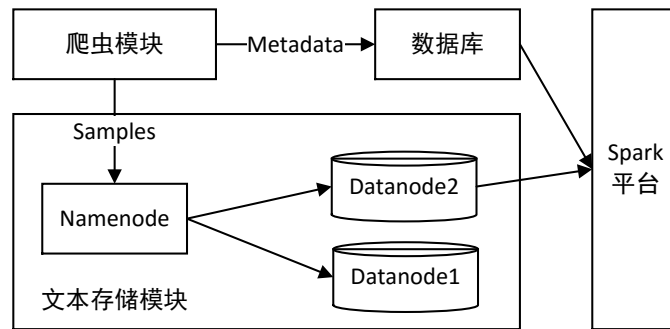 爬虫模块
Metadata
数据库
Samples
Namenode
Datanode2
Datanode1
文本存储模块
Spark
平台